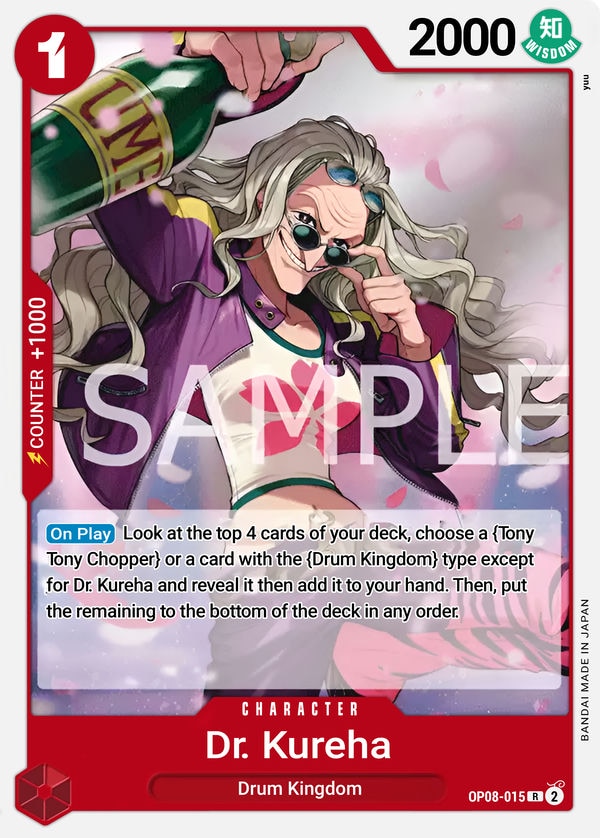 1
2000
知
WISDOM
yuu
UME
COUNTER +1000
SAMPLE
On Play Look at the top 4 cards of your deck, choose a {Tony
Tony Chopper} or a card with the {Drum Kingdom} type except
for Dr. Kureha and reveal it then add it to your hand. Then, put
the remaining to the bottom of the deck in any order.
BANDAI MADE IN JAPAN
CHARACTER
Dr. Kureha
Drum Kingdom
OP08-015 R 2